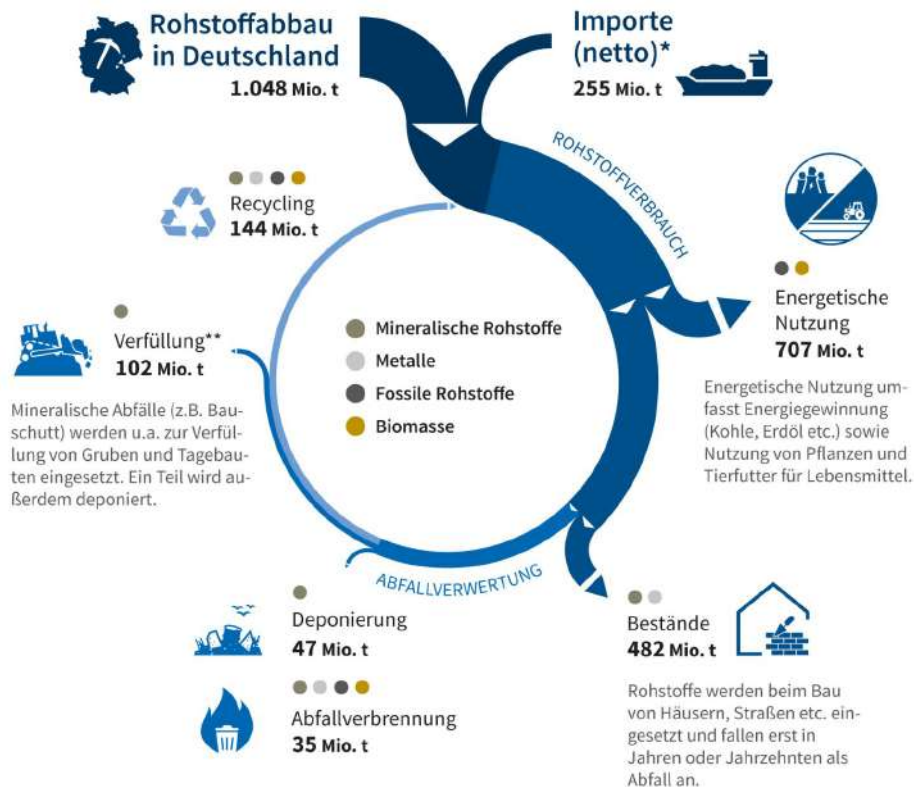 Rohstoffabbau
in Deutschland
1.048 Mio. t
Importe
(netto)*
255 Mio. t
ROHSTOFFVERBRAUCH
Recycling
144 Mio. t
Energetische
Nutzung
707 Mio. t
Energetische Nutzung um-
fasst Energiegewinnung
(Kohle, Erdöl etc.) sowie
Nutzung von Pflanzen und
Tierfutter für Lebensmittel.
Verfüllung**
102 Mio. t
Mineralische Abfälle (z.B. Bau-
schutt) werden u.a. zur Verfül-
lung von Gruben und Tagebau-
ten eingesetzt. Ein Teil wird au-
ßerdem deponiert.
Mineralische Rohstoffe
Metalle
Fossile Rohstoffe
Biomasse
ABFALLVERWERTUNG
Deponierung
47 Mio. t
Abfallverbrennung
35 Mio. t
Bestände
482 Mio. t
Rohstoffe werden beim Bau
von Häusern, Straßen etc. ein-
gesetzt und fallen erst in
Jahren oder Jahrzehnten als
Abfall an.